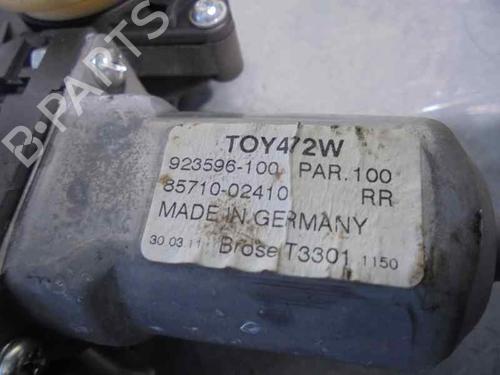 B-PARTS
TOY472W
923596-100 PAR.100
85710-02410 RR
MADE IN GERMANY
30.03.11 Brose T3301 1150